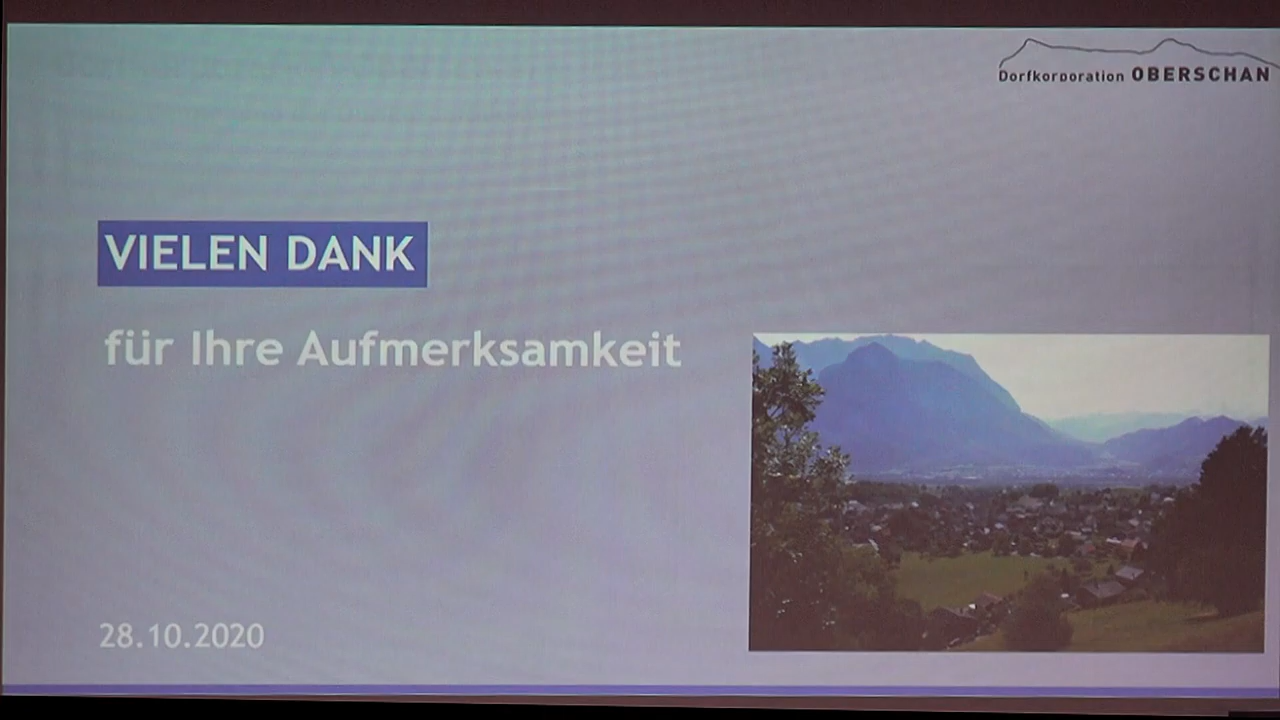 Dorfkorporation OBERSCHAN
VIELEN DANK
für Ihre Aufmerksamkeit
28.10.2020